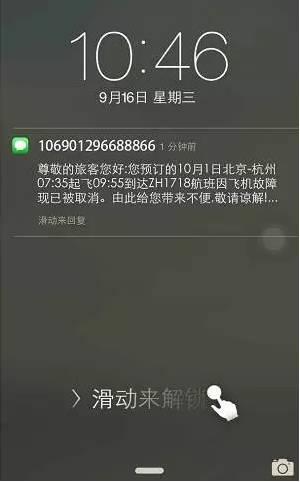 10:46
9月16日 星期三
106901296688866 1 分钟前
尊敬的旅客您好:您预订的10月1日北京-杭州
07:35起飞09:55到达ZH1718航班因飞机故障
现已被取消。由此给您带来不便,敬请谅解!...
滑动来回复
〉滑动来解锁